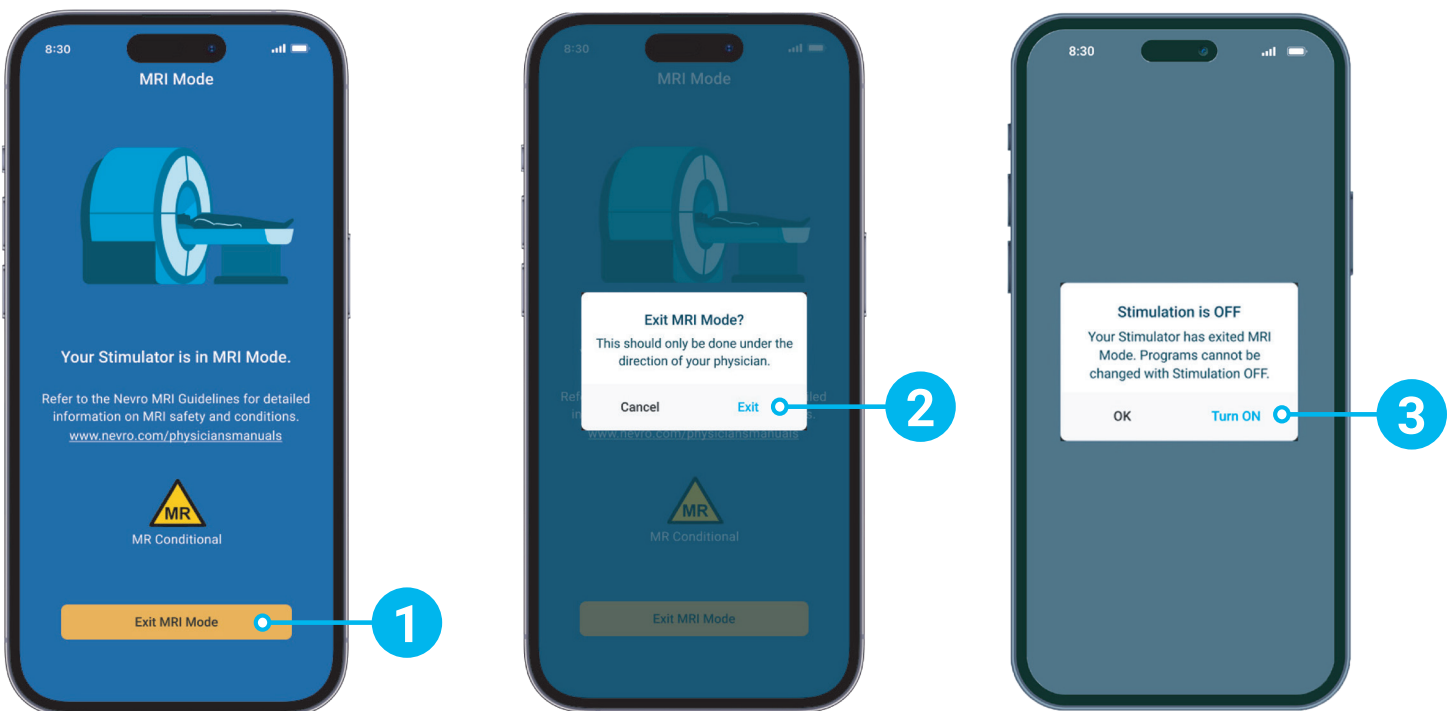 8:30
MRI Mode
Your Stimulator is in MRI Mode.
Refer to the Nevro MRI Guidelines for detailed
information on MRI safety and conditions.
www.nevro.com/physiciansmanuals
MR
MR Conditional
Exit MRI Mode
1
8:30
MRI Mode
Exit MRI Mode?
This should only be done under the
direction of your physician.
Cancel
Exit
2
www.nevro.com/physiciansmanuals
MR
MR Conditional
Exit MRI Mode
8:30
Stimulation is OFF
Your Stimulator has exited MRI
Mode. Programs cannot be
changed with Stimulation OFF.
OK
Turn ON
3